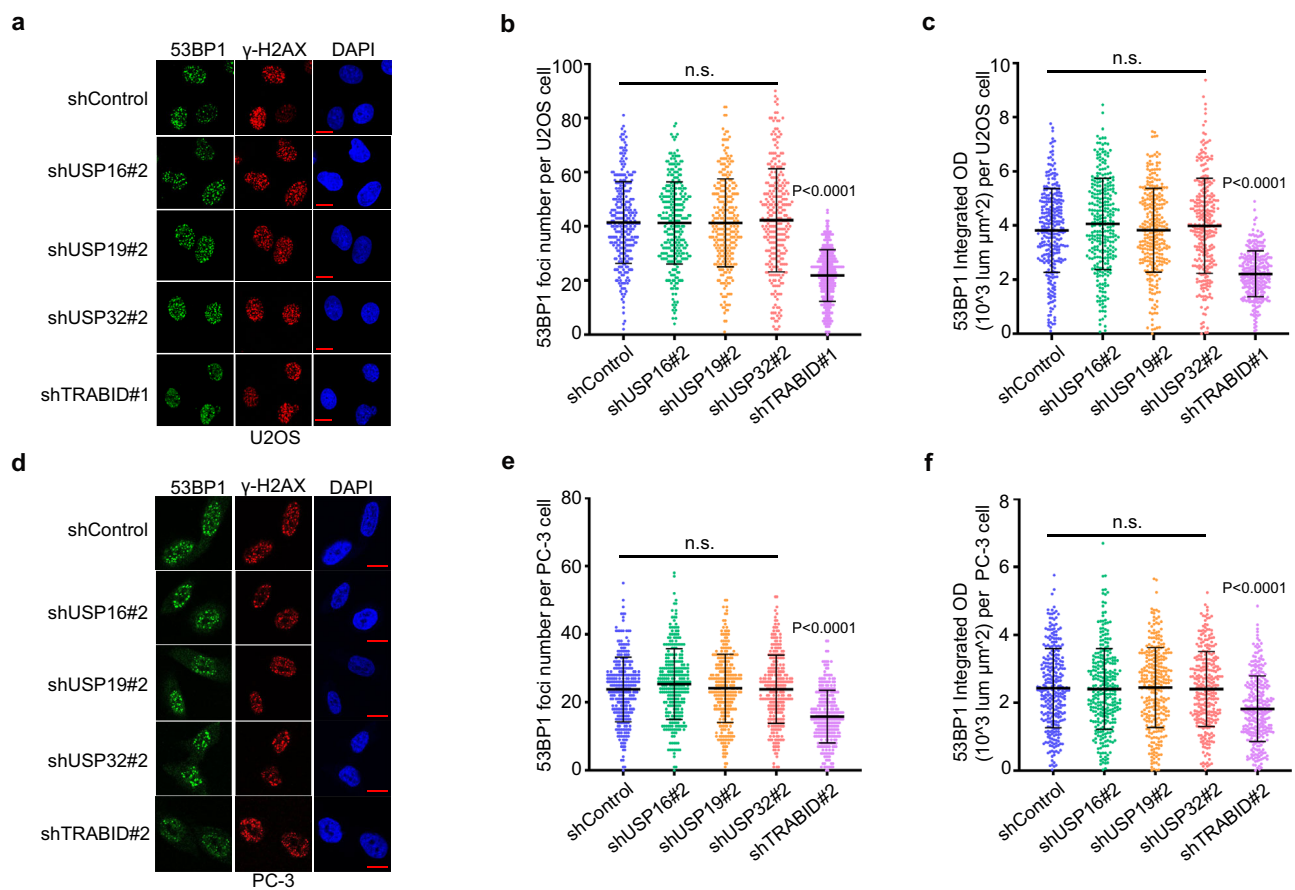 a
53BP1 γ-H2AX DAPI
shControl
shUSP16#2
shUSP19#2
shUSP32#2
shTRABID#1
U2OS
b
53BP1 foci number per U2OS cell
100
80
60
40
20
0
n.s.
P<0.0001
shControl
shUSP16#2
shUSP19#2
shUSP32#2
shTRABID#1
c
53BP1 Integrated OD
(10^3 lum μm^2) per U2OS cell
10
8
6
4
2
0
n.s.
P<0.0001
shControl
shUSP16#2
shUSP19#2
shUSP32#2
shTRABID#1
d
53BP1 γ-H2AX DAPI
shControl
shUSP16#2
shUSP19#2
shUSP32#2
shTRABID#2
PC-3
e
53BP1 foci number per PC-3 cell
80
60
40
20
0
n.s.
P<0.0001
shControl
shUSP16#2
shUSP19#2
shUSP32#2
shTRABID#2
f
53BP1 Integrated OD
(10^3 lum μm^2) per PC-3 cell
8
6
4
2
0
n.s.
P<0.0001
shControl
shUSP16#2
shUSP19#2
shUSP32#2
shTRABID#2